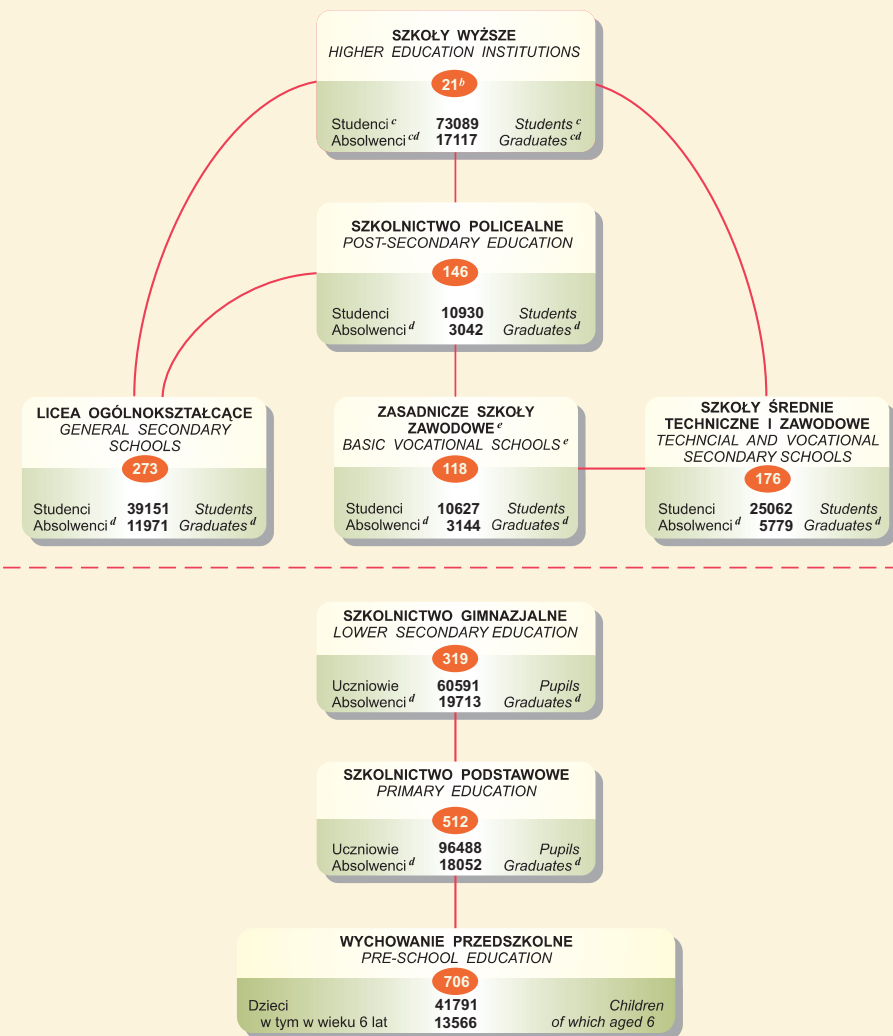 SZKOŁY WYŻSZE
HIGHER EDUCATION INSTITUTIONS
21b
Studenci c 73089 Students c
Absolwenci cd 17117 Graduates cd
SZKOLNICTWO POLICEALNE
POST-SECONDARY EDUCATION
146
Studenci 10930 Students
Absolwenci d 3042 Graduates d
LICEA OGÓLNOKSZTAŁCĄCE
GENERAL SECONDARY
SCHOOLS
273
Studenci 39151 Students
Absolwenci d 11971 Graduates d
ZASADNICZE SZKOŁY
ZAWODOWE e
BASIC VOCATIONAL SCHOOLS e
118
Studenci 10627 Students
Absolwenci d 3144 Graduates d
SZKOŁY ŚREDNIE
TECHNICZNE I ZAWODOWE
TECHNCIAL AND VOCATIONAL
SECONDARY SCHOOLS
176
Studenci 25062 Students
Absolwenci d 5779 Graduates d
SZKOLNICTWO GIMNAZJALNE
LOWER SECONDARY EDUCATION
319
Uczniowie 60591 Pupils
Absolwenci d 19713 Graduates d
SZKOLNICTWO PODSTAWOWE
PRIMARY EDUCATION
512
Uczniowie 96488 Pupils
Absolwenci d 18052 Graduates d
WYCHOWANIE PRZEDSZKOLNE
PRE-SCHOOL EDUCATION
706
Dzieci 41791 Children
w tym w wieku 6 lat 13566 of which aged 6